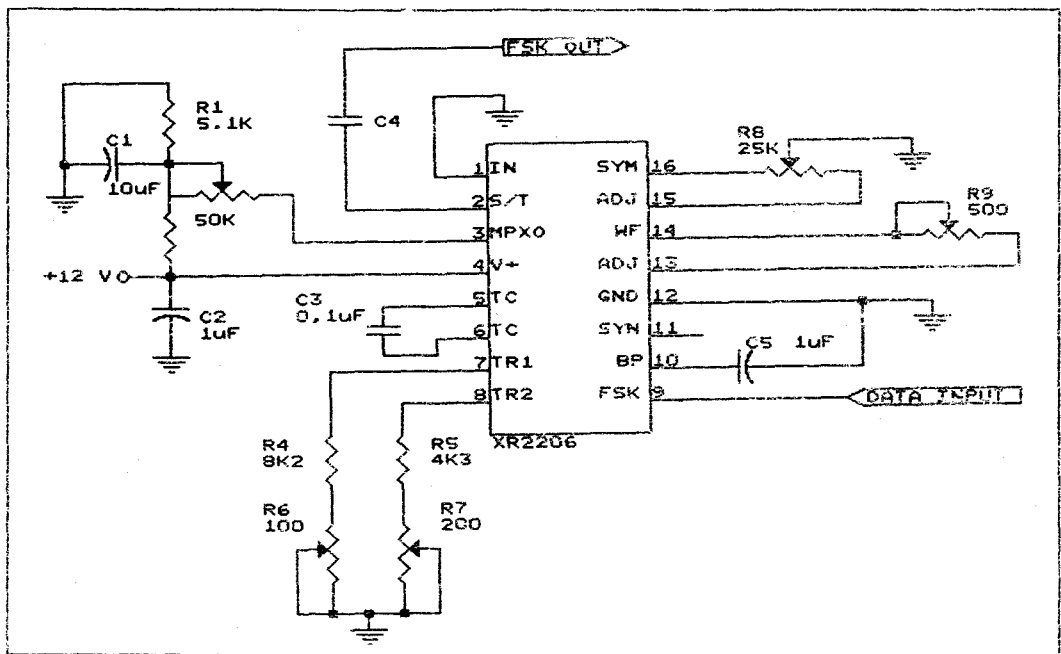 FSK OUT
R1
5.1K
C1
10uF
50K
+12 V
C2
1uF
C4
C3
0,1uF
1 IN
2 S/T
3 MPXO
4 V+
5 TC
6 TC
7 TR1
8 TR2
SYM 16
ADJ 15
WF 14
ADJ 13
GND 12
SYN 11
BP 10
FSK 9
XR2206
R8
25K
R9
500
C5 1uF
DATA INPUT
R4
8K2
R5
4K3
R6
100
R7
200